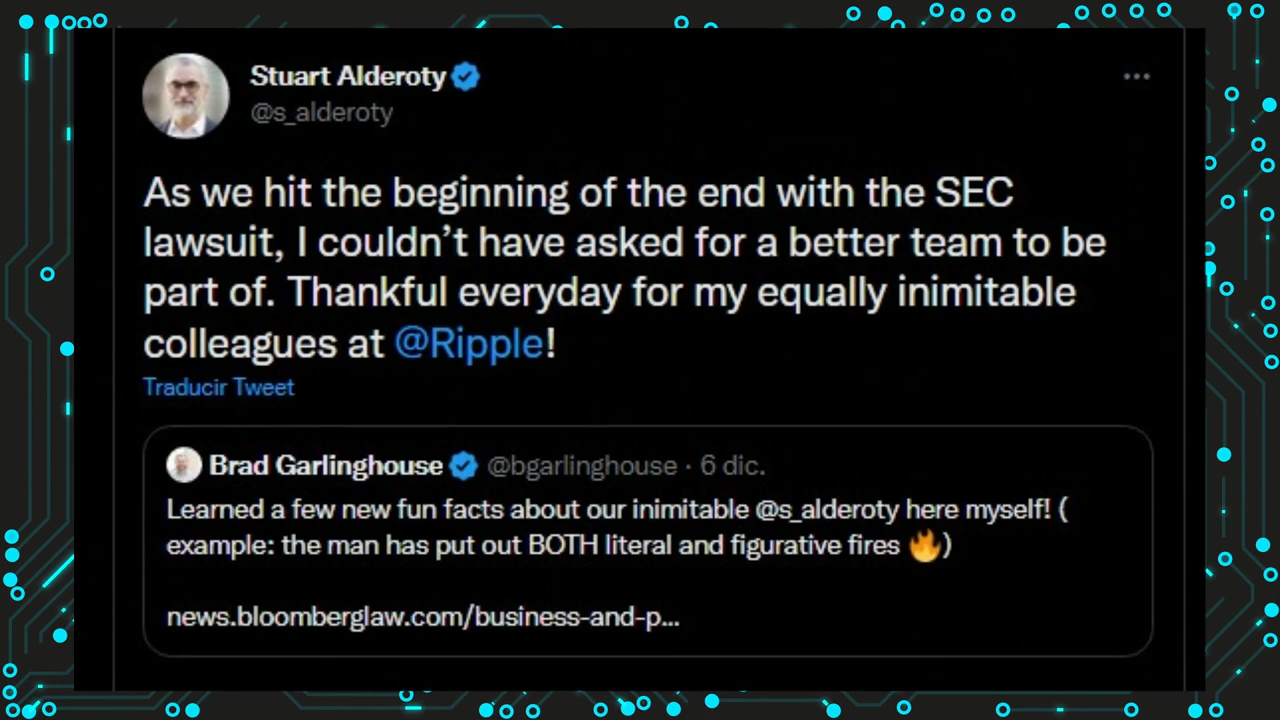 Stuart Alderoty
@s_alderoty
As we hit the beginning of the end with the SEC
lawsuit, I couldn’t have asked for a better team to be
part of. Thankful everyday for my equally inimitable
colleagues at @Ripple!
Traducir Tweet
Brad Garlinghouse @bgarlinghouse · 6 dic.
Learned a few new fun facts about our inimitable @s_alderoty here myself! (
example: the man has put out BOTH literal and figurative fires 🔥)
news.bloomberglaw.com/business-and-p...